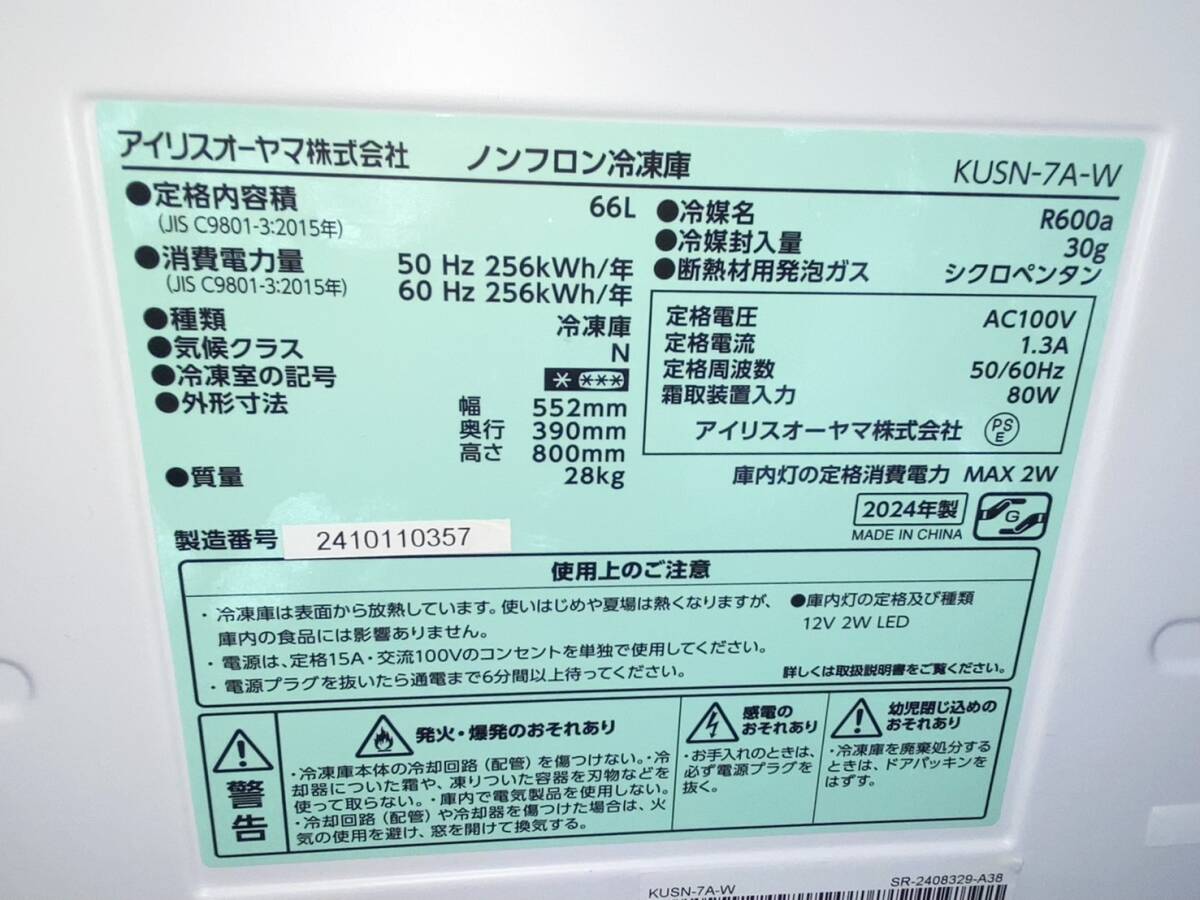 アイリスオーヤマ株式会社 ノンフロン冷凍庫 KUSN-7A-W
●定格内容積 66L
(JIS C9801-3:2015年)
●消費電力量 50 Hz 256kWh/年
(JIS C9801-3:2015年) 60 Hz 256kWh/年
●種類 冷凍庫
●気候クラス N
●冷凍室の記号 * ***
●外形寸法 幅 552mm
奥行 390mm
高さ 800mm
●質量 28kg
製造番号 2410110357
●冷媒名 R600a
●冷媒封入量 30g
●断熱材用発泡ガス シクロペンタン
定格電圧 AC100V
定格電流 1.3A
定格周波数 50/60Hz
霜取装置入力 80W
アイリスオーヤマ株式会社 PSE
庫内灯の定格消費電力 MAX 2W
2024年製 G
MADE IN CHINA
使用上のご注意
・冷凍庫は表面から放熱しています。使いはじめや夏場は熱くなりますが、
庫内の食品には影響ありません。
・電源は、定格15A・交流100Vのコンセントを単独で使用してください。
・電源プラグを抜いたら通電まで6分間以上待ってください。
●庫内灯の定格及び種類
12V 2W LED
詳しくは取扱説明書をご覧ください。
警告
発火・爆発のおそれあり
・冷凍庫本体の冷却回路(配管)を傷つけない。・冷
却器についた霜や、凍りついた容器を刃物などを
使って取らない。・庫内で電気製品を使用しない。
・冷却回路(配管)や冷却器を傷つけた場合は、火
気の使用を避け、窓を開けて換気する。
感電の
おそれあり
・お手入れのときは、
必ず電源プラグを
抜く。
幼児閉じ込めの
おそれあり
・冷凍庫を廃棄処分する
ときは、ドアパッキンを
はずす。
KUSN-7A-W SR-2408329-A38